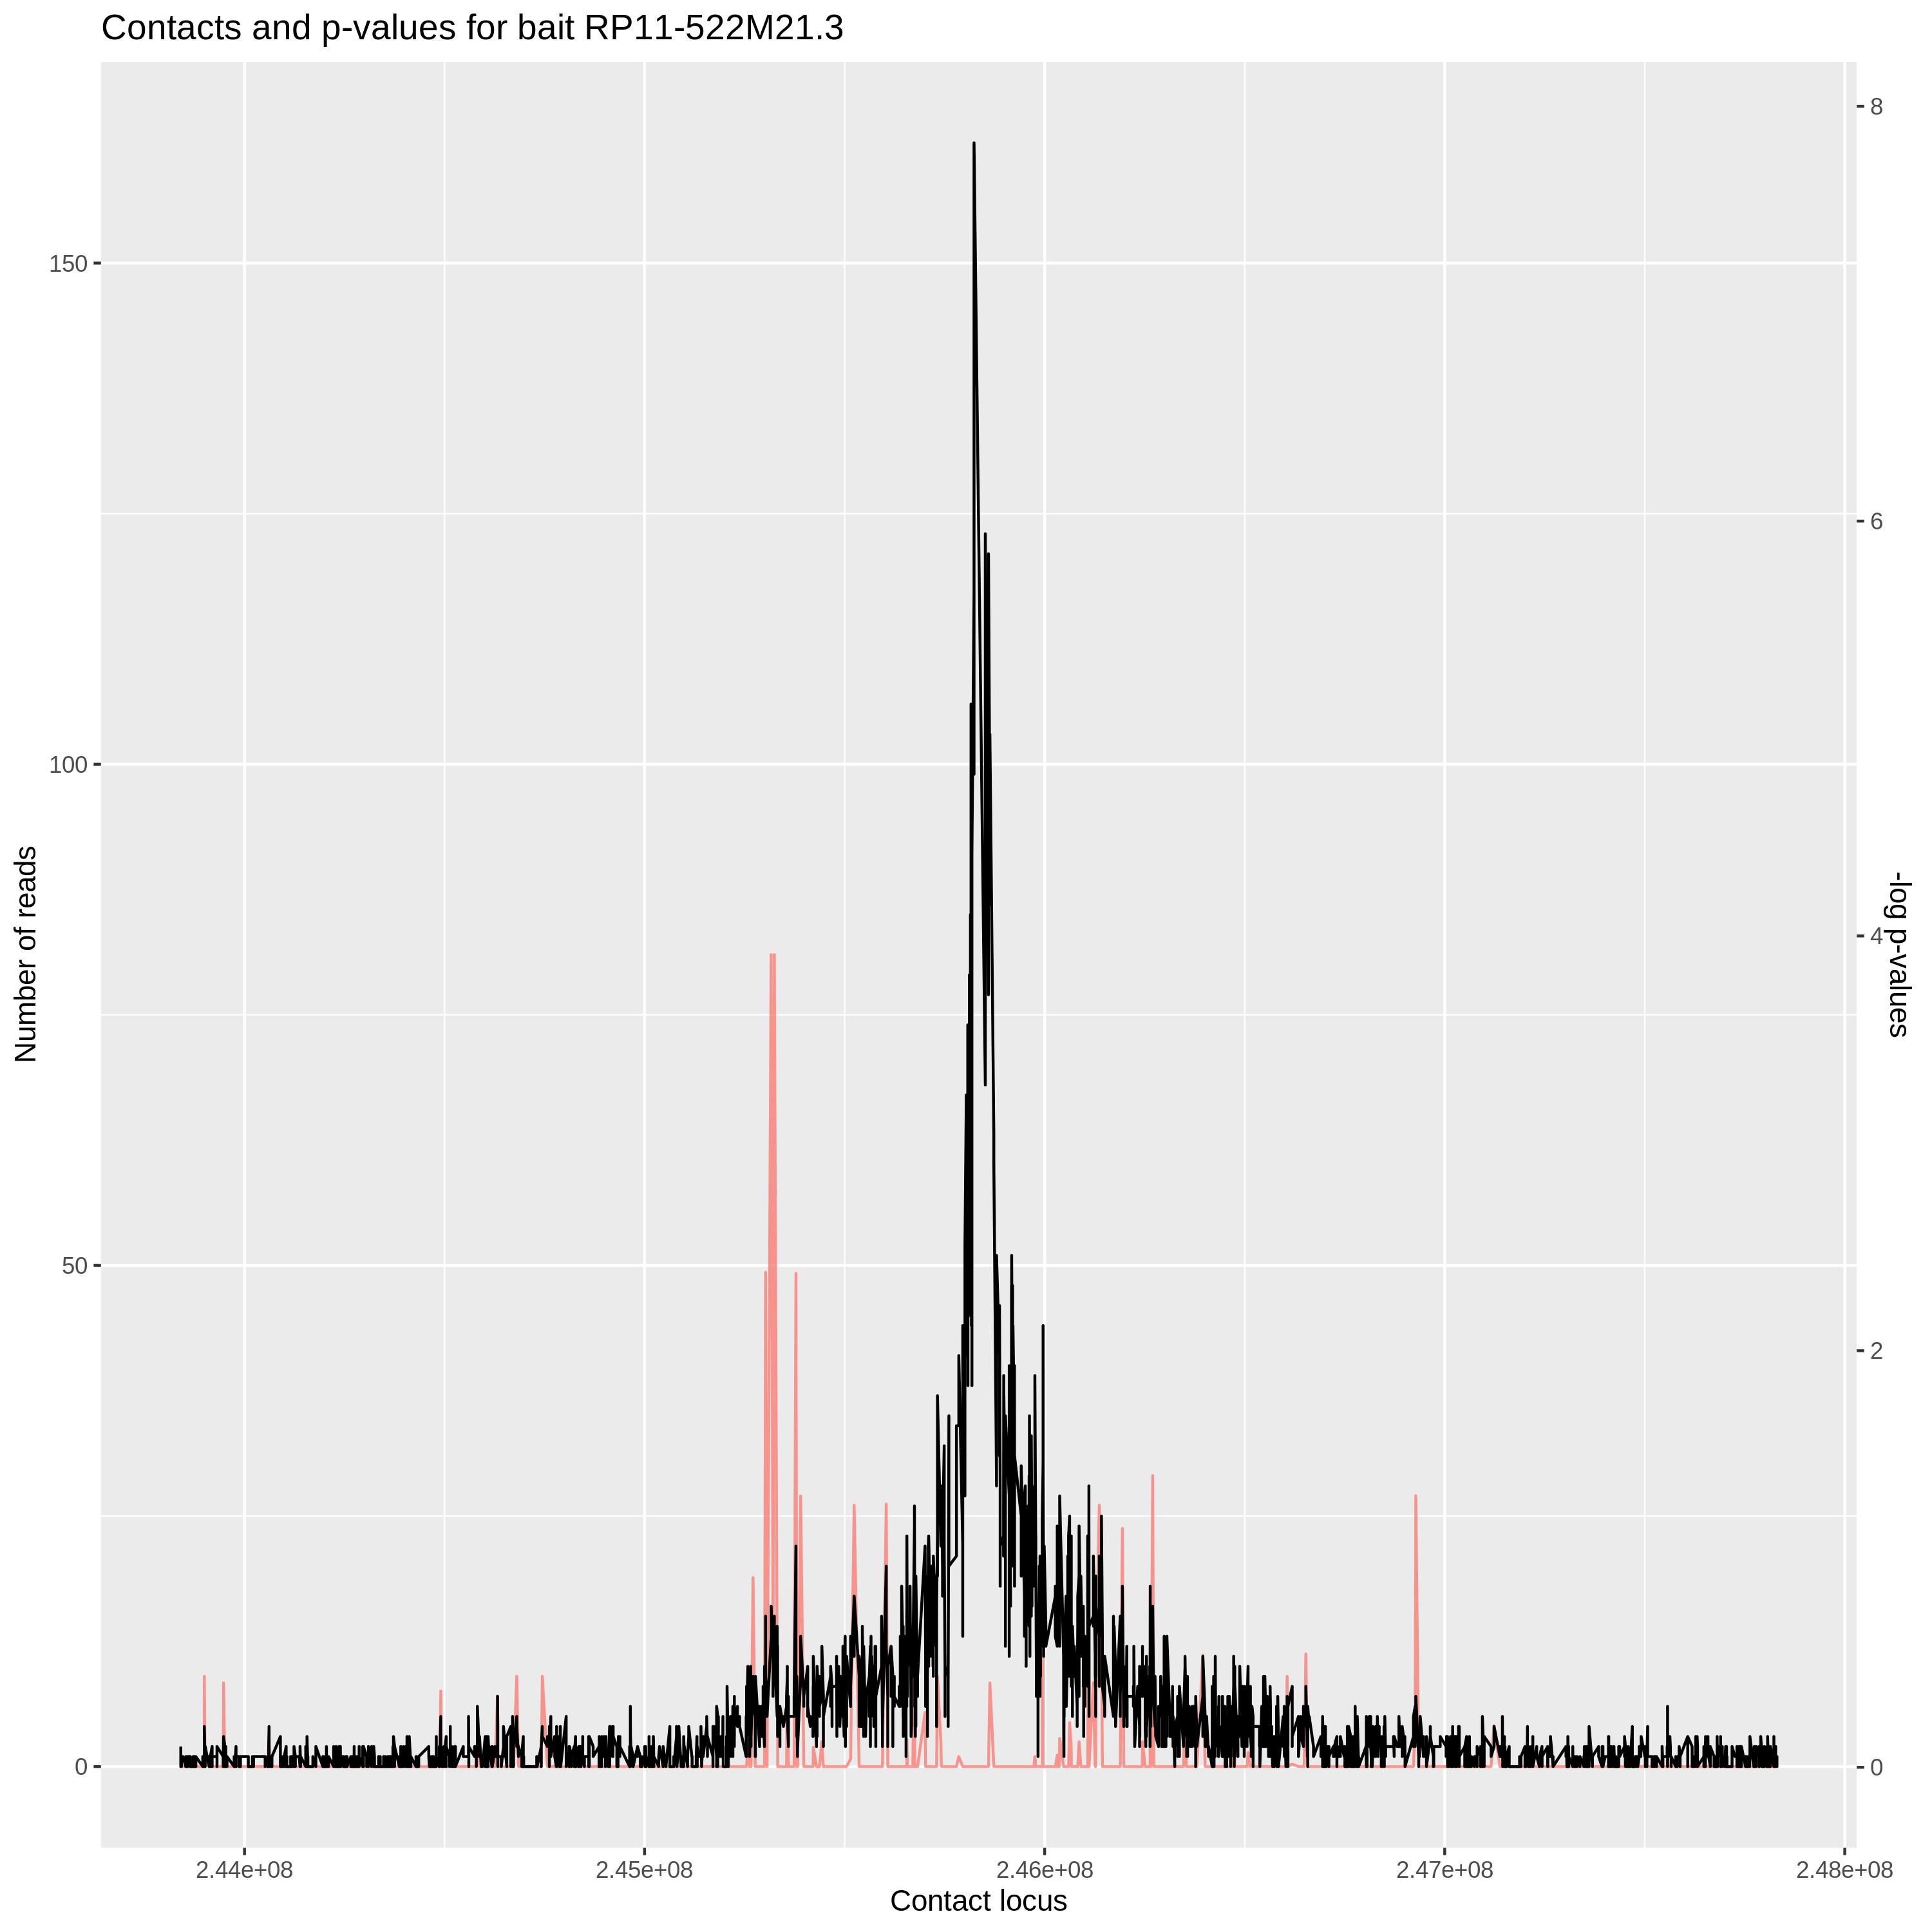 Contacts and p-values for bait RP11-522M21.3
150
100
50
0
Number of reads
8
6
4
2
0
-log p-values
2.44e+08
2.45e+08
2.46e+08
2.47e+08
2.48e+08
Contact locus